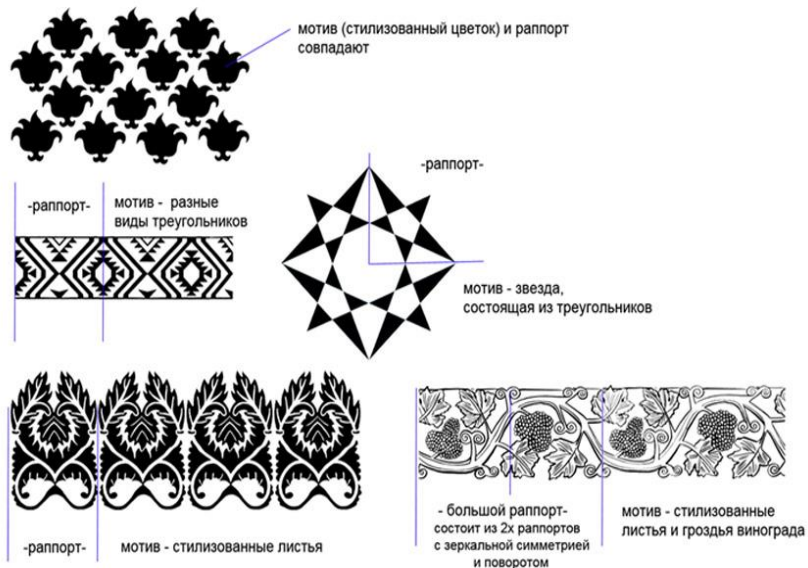 мотив (стилизованный цветок) и раппорт
совпадают
-раппорт-
-раппорт-
мотив - разные
виды треугольников
мотив - звезда,
состоящая из треугольников
-раппорт-
мотив - стилизованные листья
- большой раппорт-
состоит из 2х раппортов
с зеркальной симметрией
и поворотом
мотив - стилизованные
листья и гроздья винограда